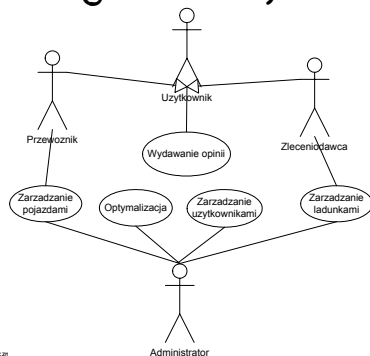 Uzytkownik
Przewoznik
Zleceniodawca
Wydawanie opinii
Zarzadzanie
pojazdami
Optymalizacja
Zarzadzanie
uzytkownikami
Zarzadzanie
ladunkami
Administrator